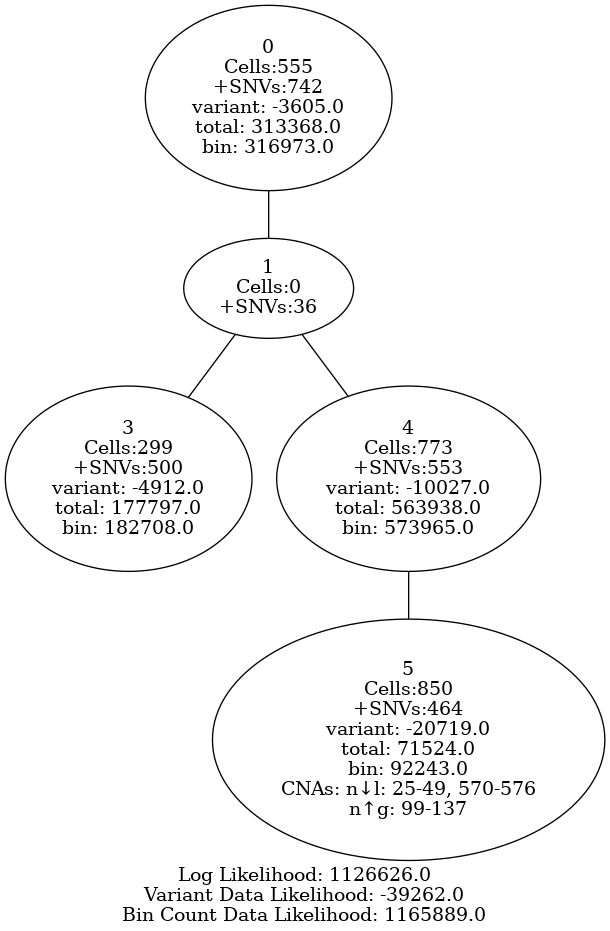 0
Cells:555
+SNVs:742
variant: -3605.0
total: 313368.0
bin: 316973.0
1
Cells:0
+SNVs:36
3
Cells:299
+SNVs:500
variant: -4912.0
total: 177797.0
bin: 182708.0
4
Cells:773
+SNVs:553
variant: -10027.0
total: 563938.0
bin: 573965.0
5
Cells:850
+SNVs:464
variant: -20719.0
total: 71524.0
bin: 92243.0
CNAs: n↓l: 25-49, 570-576
n↑g: 99-137
Log Likelihood: 1126626.0
Variant Data Likelihood: -39262.0
Bin Count Data Likelihood: 1165889.0